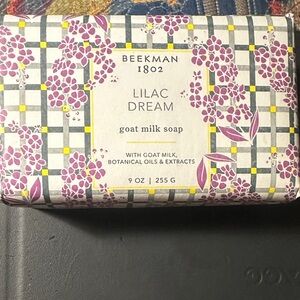 BEEKMAN
1802
LILAC
DREAM
goat milk soap
WITH GOAT MILK,
BOTANICAL OILS & EXTRACTS
9 OZ | 255 G